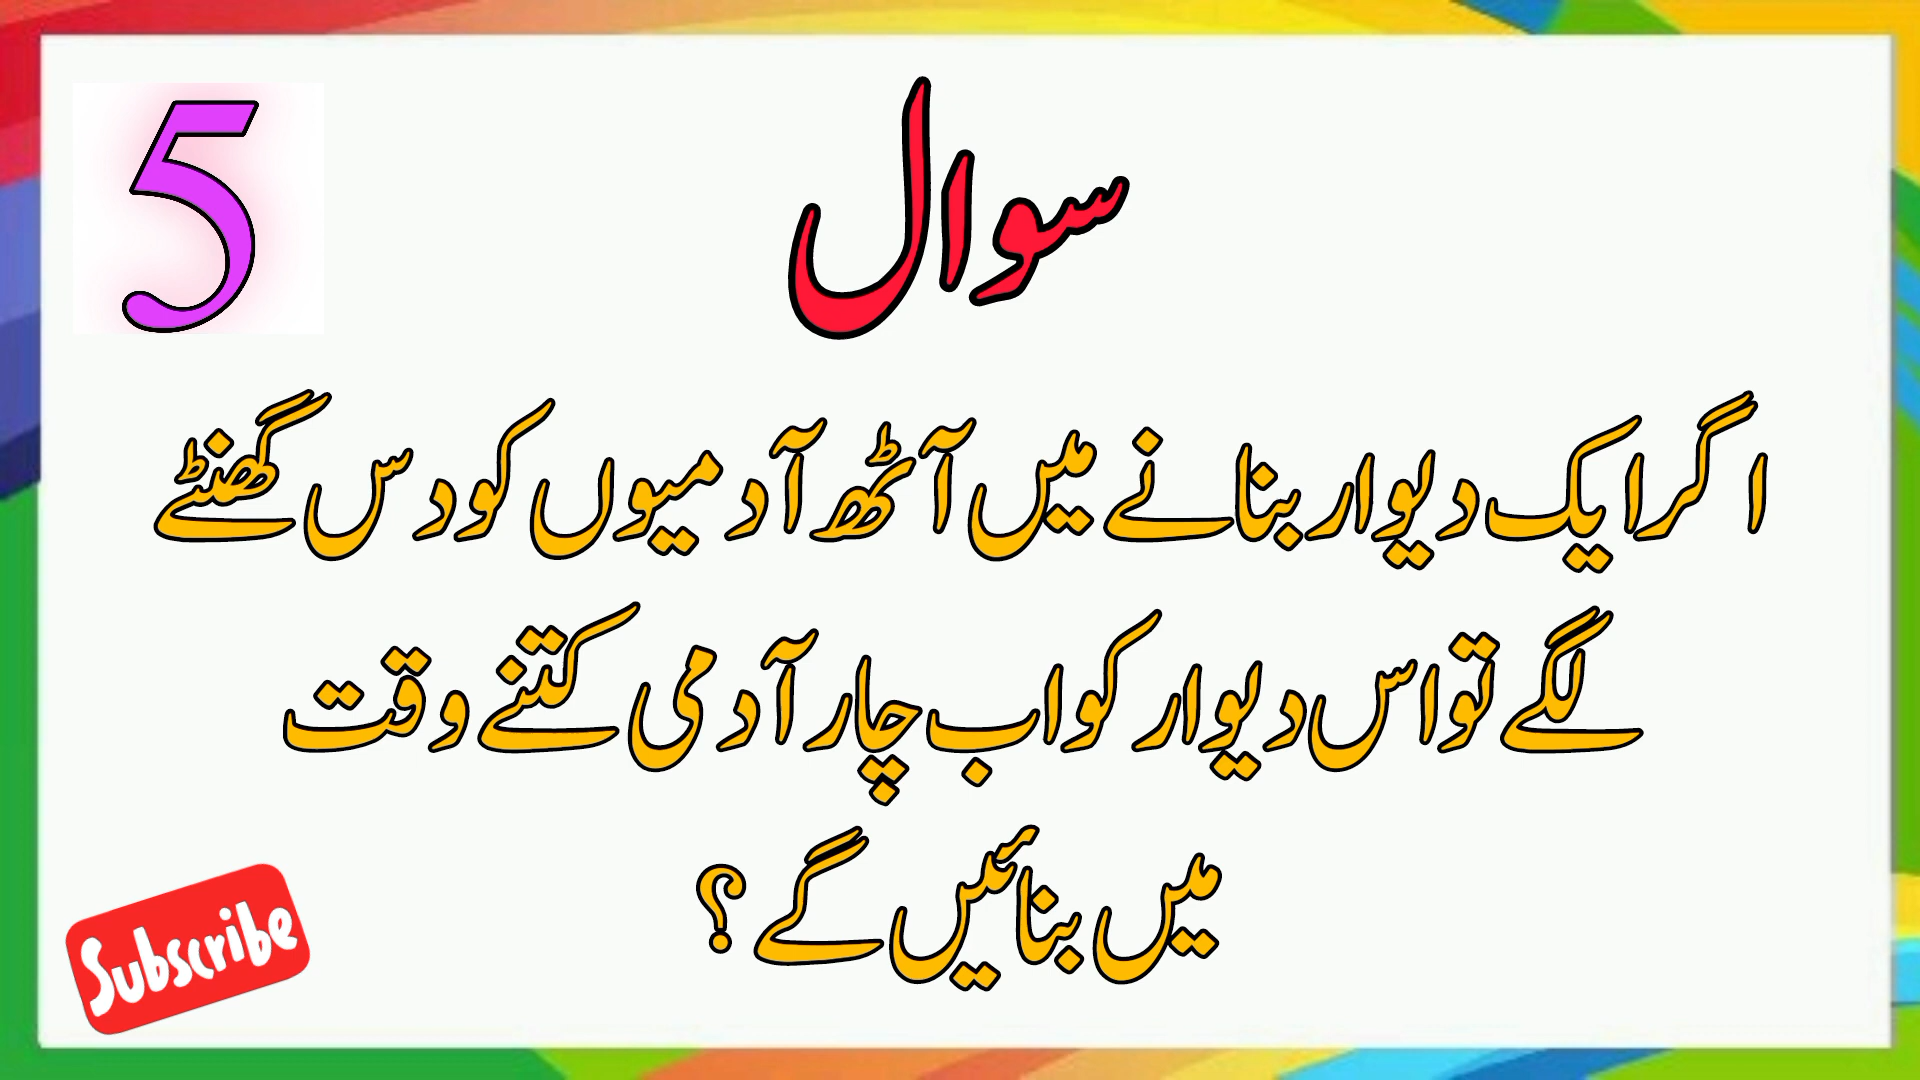 5
سوال
اگر ایک دیوار بنانے میں آٹھ آدمیوں کو دس گھنٹے
لگے تو اس دیوار کو اب چار آدمی کتنے وقت
میں بنائیں گے ؟
Subscribe